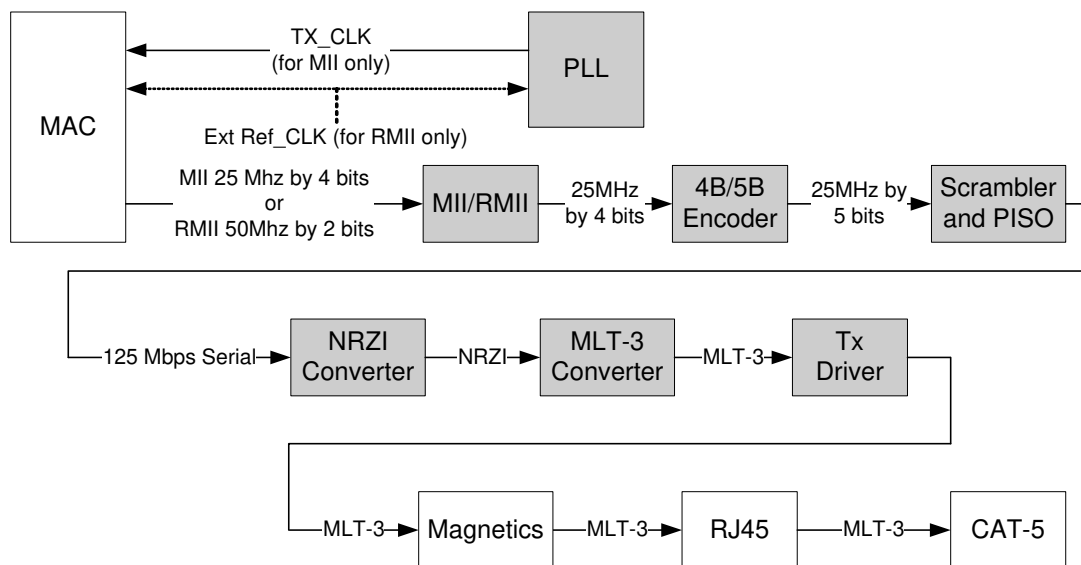 TX_CLK
(for MII only)
PLL
MAC
Ext Ref_CLK (for RMII only)
MII 25 Mhz by 4 bits
or
RMII 50Mhz by 2 bits
MII/RMII
25MHz
by 4 bits
4B/5B
Encoder
25MHz by
5 bits
Scrambler
and PISO
125 Mbps Serial
NRZI
Converter
NRZI
MLT-3
Converter
MLT-3
Tx
Driver
MLT-3
Magnetics
MLT-3
RJ45
MLT-3
CAT-5